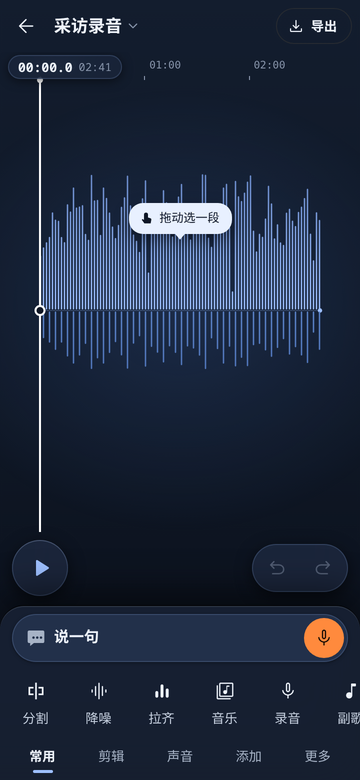 采访录音
导出
00:00.0 02:41
01:00
02:00
拖动选一段
说一句
分割
降噪
拉齐
音乐
录音
副歌
常用
剪辑
声音
添加
更多